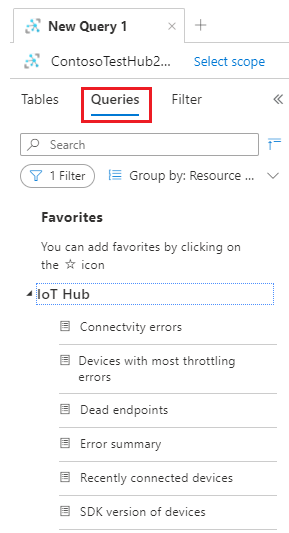 New Query 1
ContosoTestHub2... Select scope
Tables Queries Filter
Search
1 Filter Group by: Resource ...
Favorites
You can add favorites by clicking on
the ☆ icon
IoT Hub
Connectvity errors
Devices with most throttling
errors
Dead endpoints
Error summary
Recently connected devices
SDK version of devices